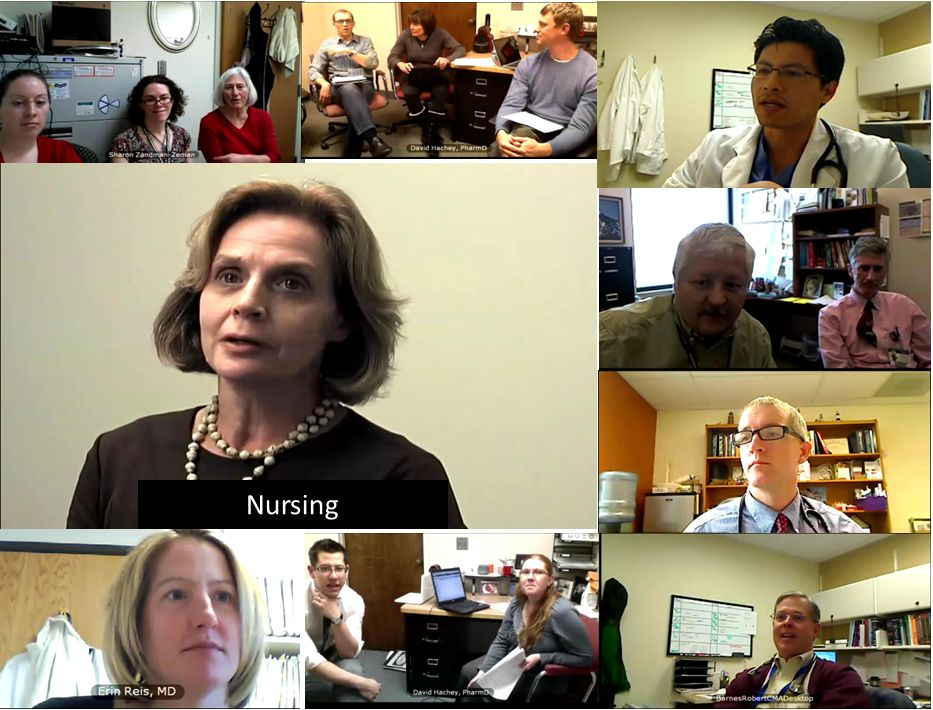 Sharon Zandman-Zeman
David Hachey, PharmD
Nursing
Erin Reis, MD
David Hachey, PharmD
BarnesRobertCMADesktop